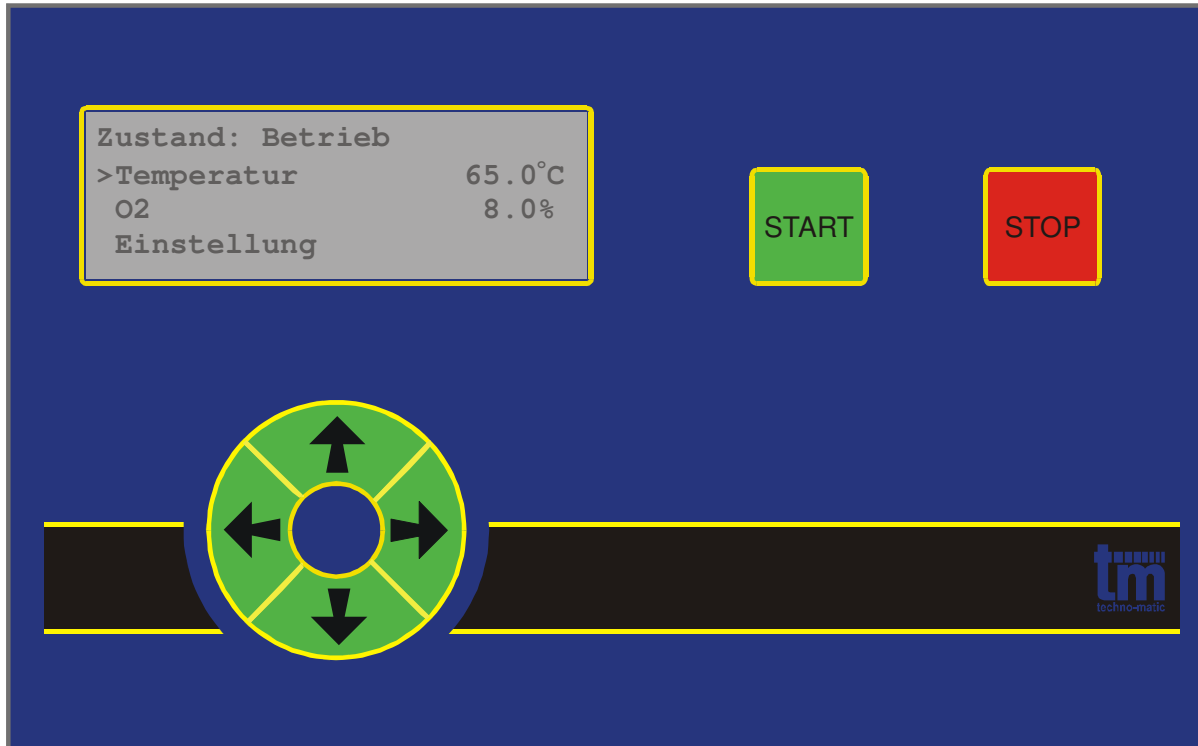 Zustand: Betrieb
>Temperatur 65.0°C
O2 8.0%
Einstellung
START
STOP
tm
techno-matic